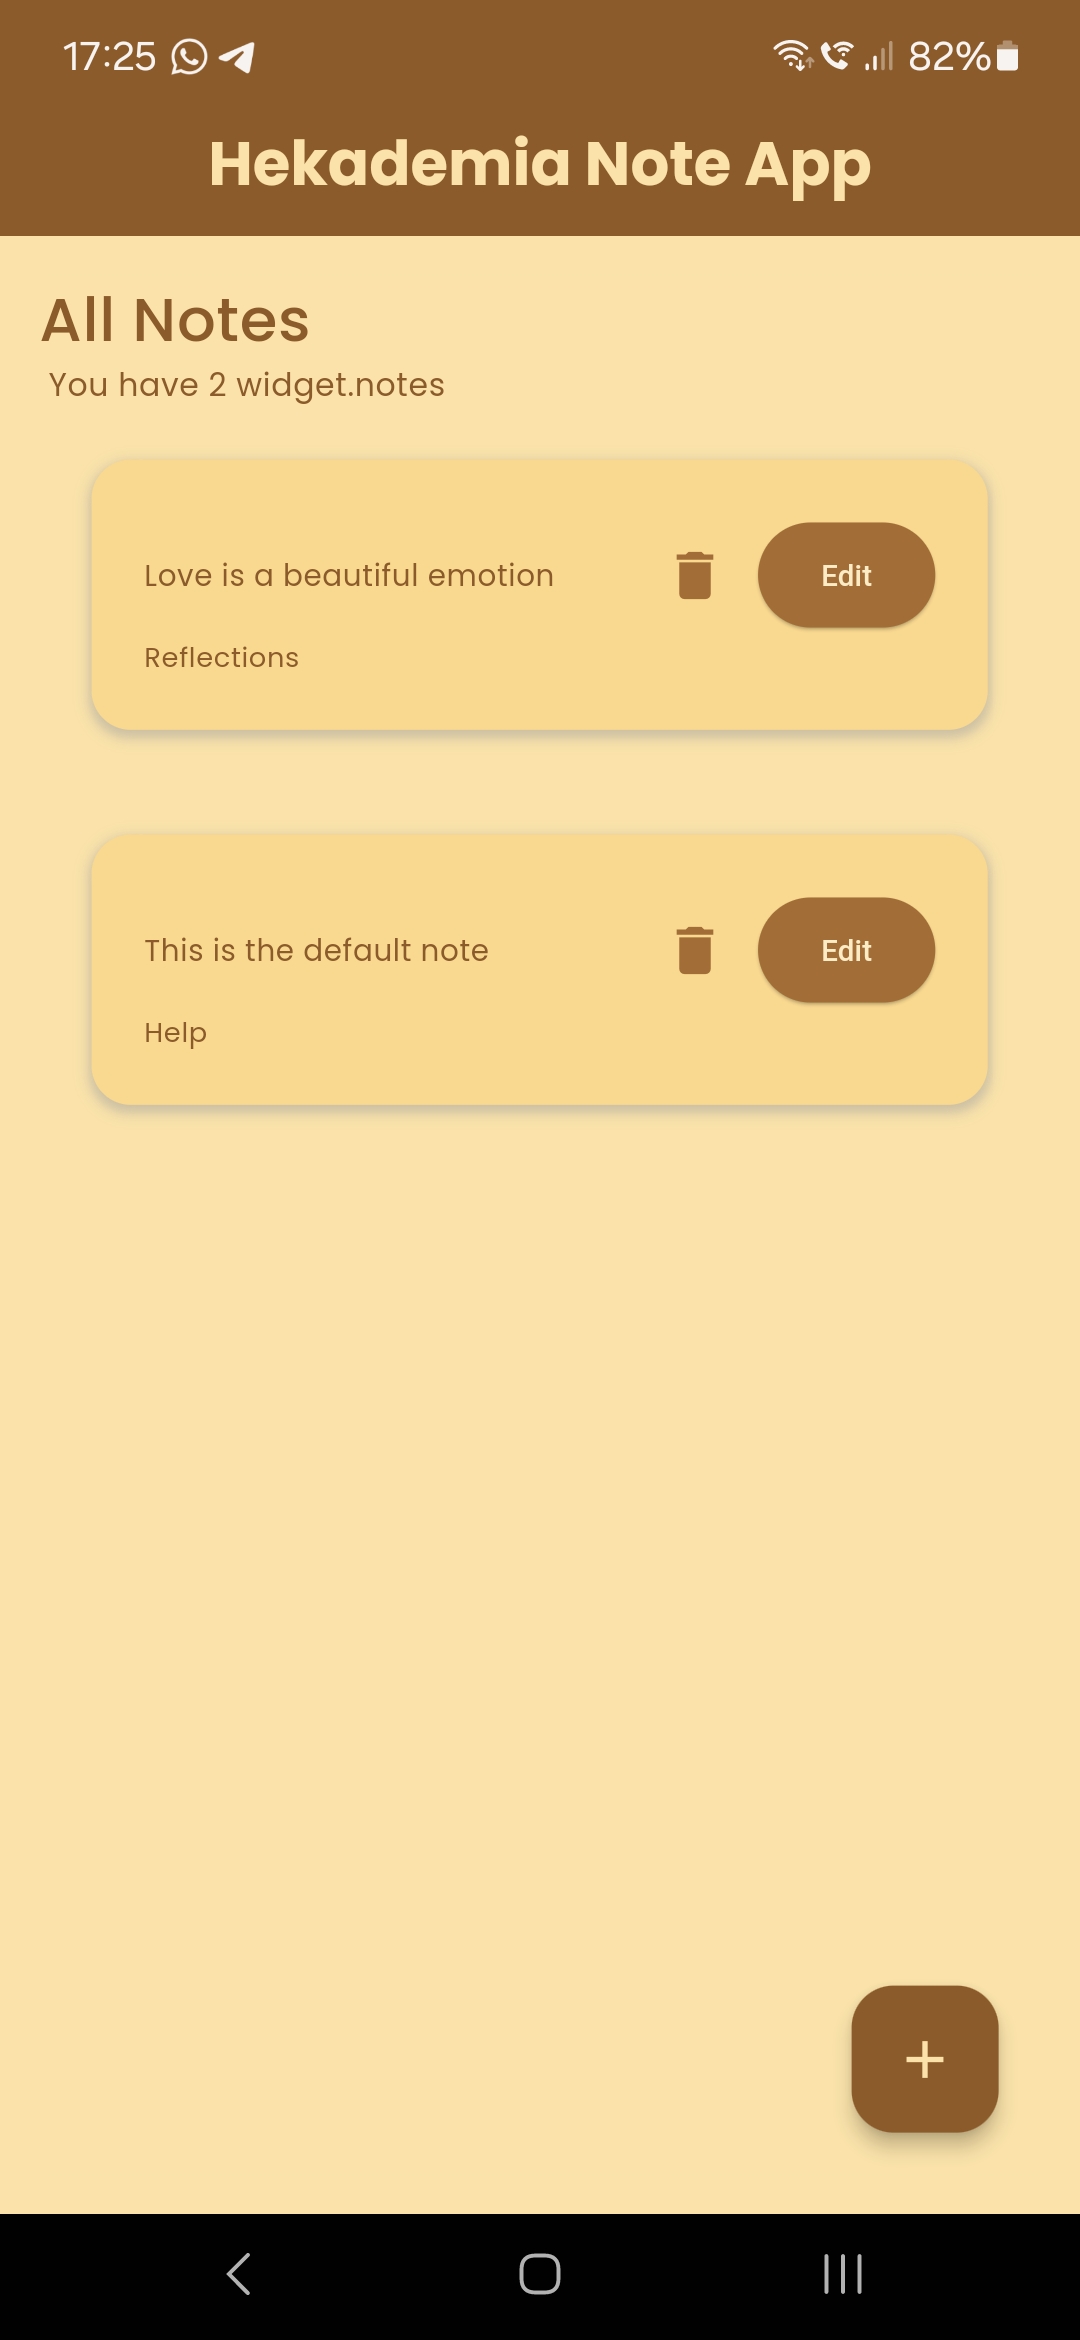 17:25 82%
Hekademia Note App
All Notes
You have 2 widget.notes
Love is a beautiful emotion
Edit
Reflections
This is the default note
Edit
Help
+